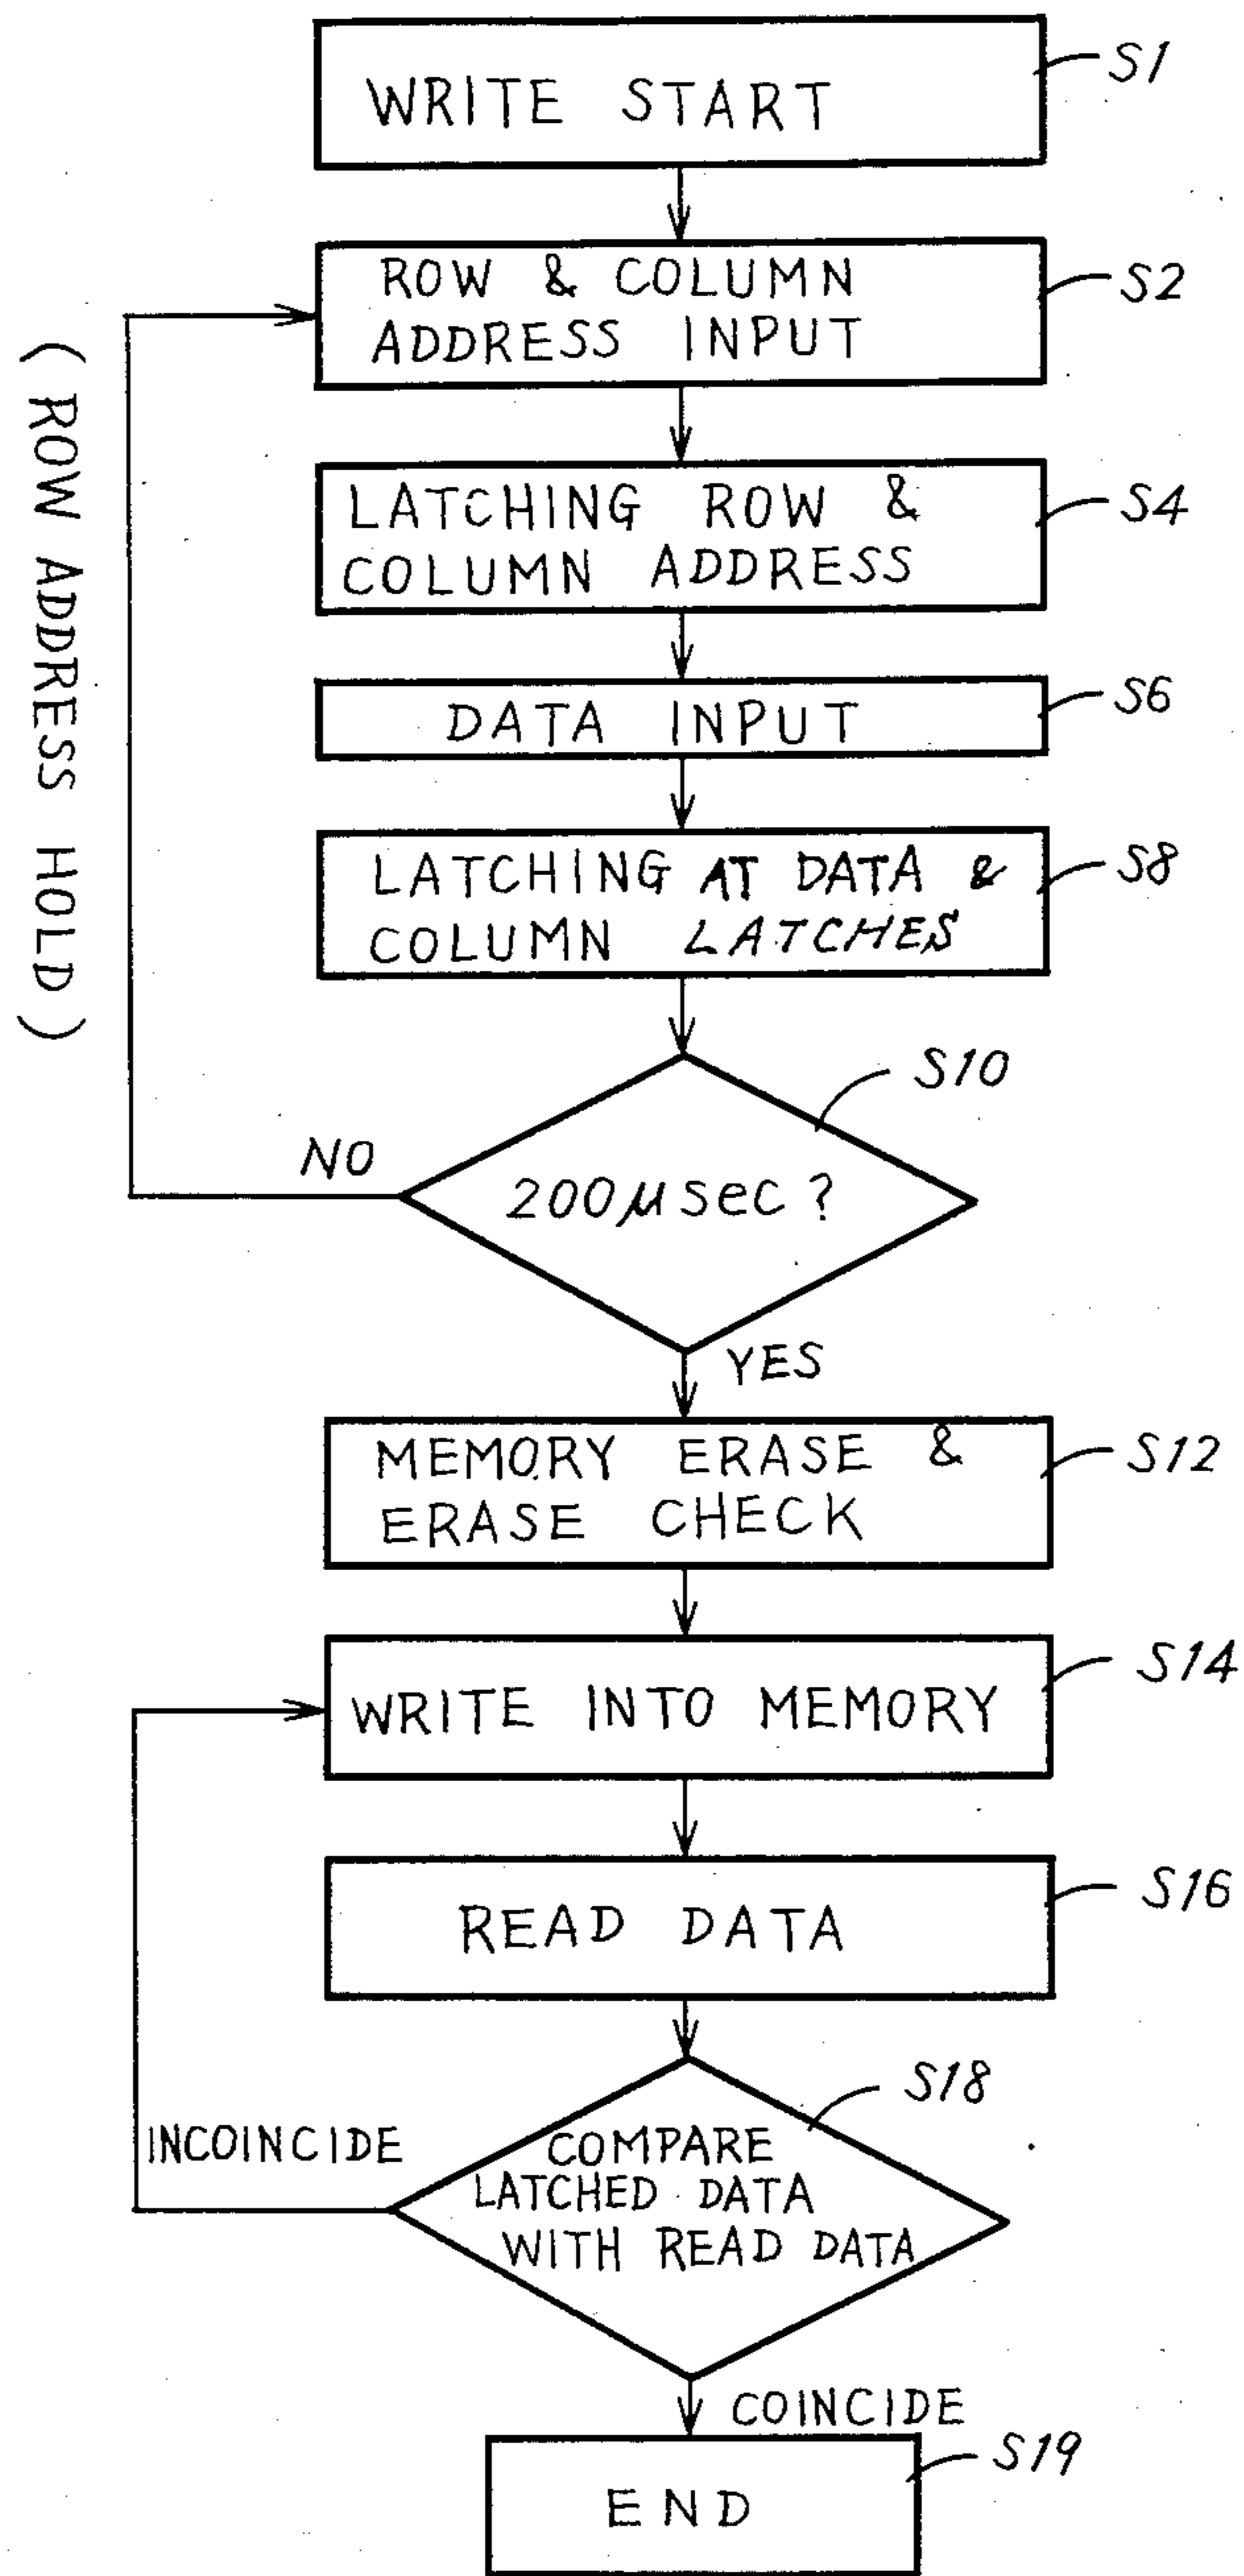 WRITE START
S1
ROW & COLUMN
ADDRESS INPUT
S2
(ROW ADDRESS HOLD)
LATCHING ROW &
COLUMN ADDRESS
S4
DATA INPUT
S6
LATCHING AT DATA &
COLUMN LATCHES
S8
S10
NO
200μsec?
YES
MEMORY ERASE &
ERASE CHECK
S12
WRITE INTO MEMORY
S14
READ DATA
S16
S18
INCOINCIDE
COMPARE
LATCHED DATA
WITH READ DATA
COINCIDE
END
S19